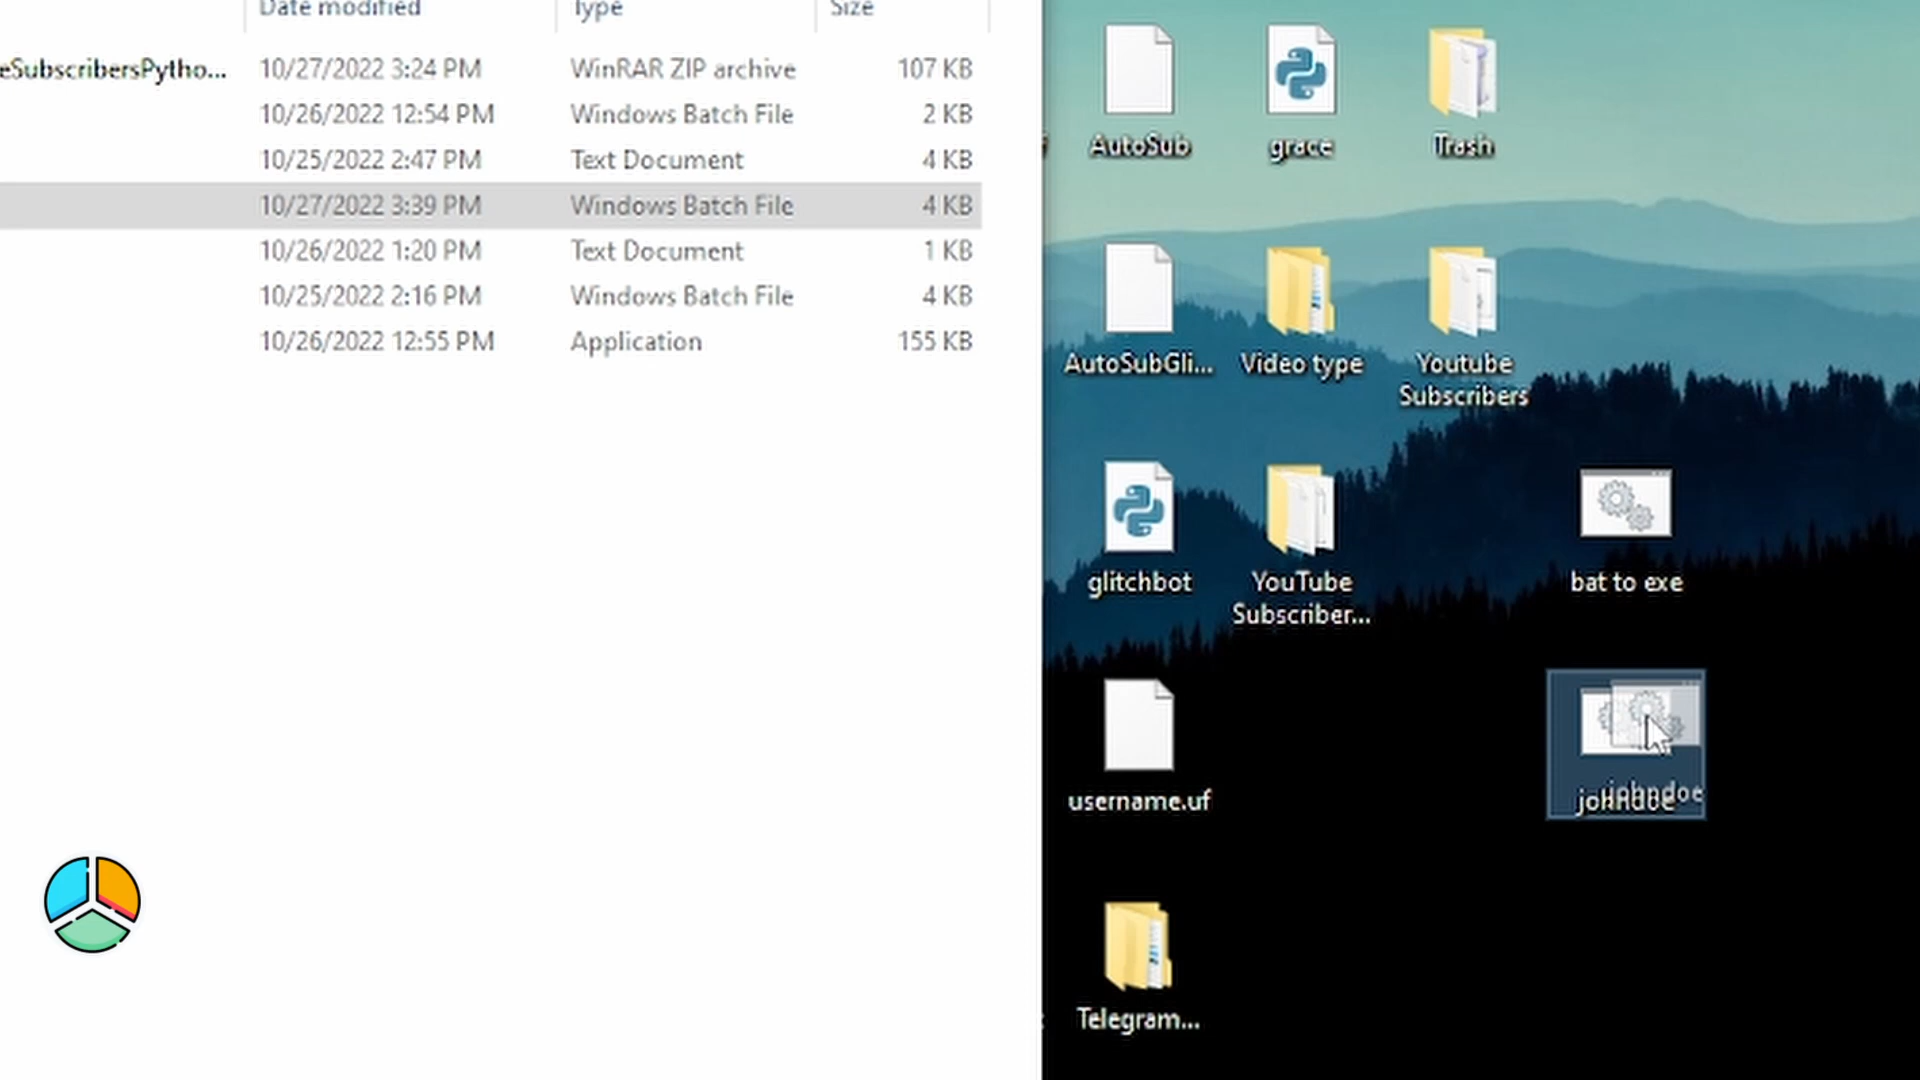 Date modified Type Size
eSubscribersPytho... 10/27/2022 3:24 PM WinRAR ZIP archive 107 KB
10/26/2022 12:54 PM Windows Batch File 2 KB
10/25/2022 2:47 PM Text Document 4 KB
10/27/2022 3:39 PM Windows Batch File 4 KB
10/26/2022 1:20 PM Text Document 1 KB
10/25/2022 2:16 PM Windows Batch File 4 KB
10/26/2022 12:55 PM Application 155 KB
AutoSub grace Trash
AutoSubGli... Video type Youtube
Subscribers
glitchbot YouTube bat to exe
Subscriber...
username.uf johndoe johndoe
Telegram...